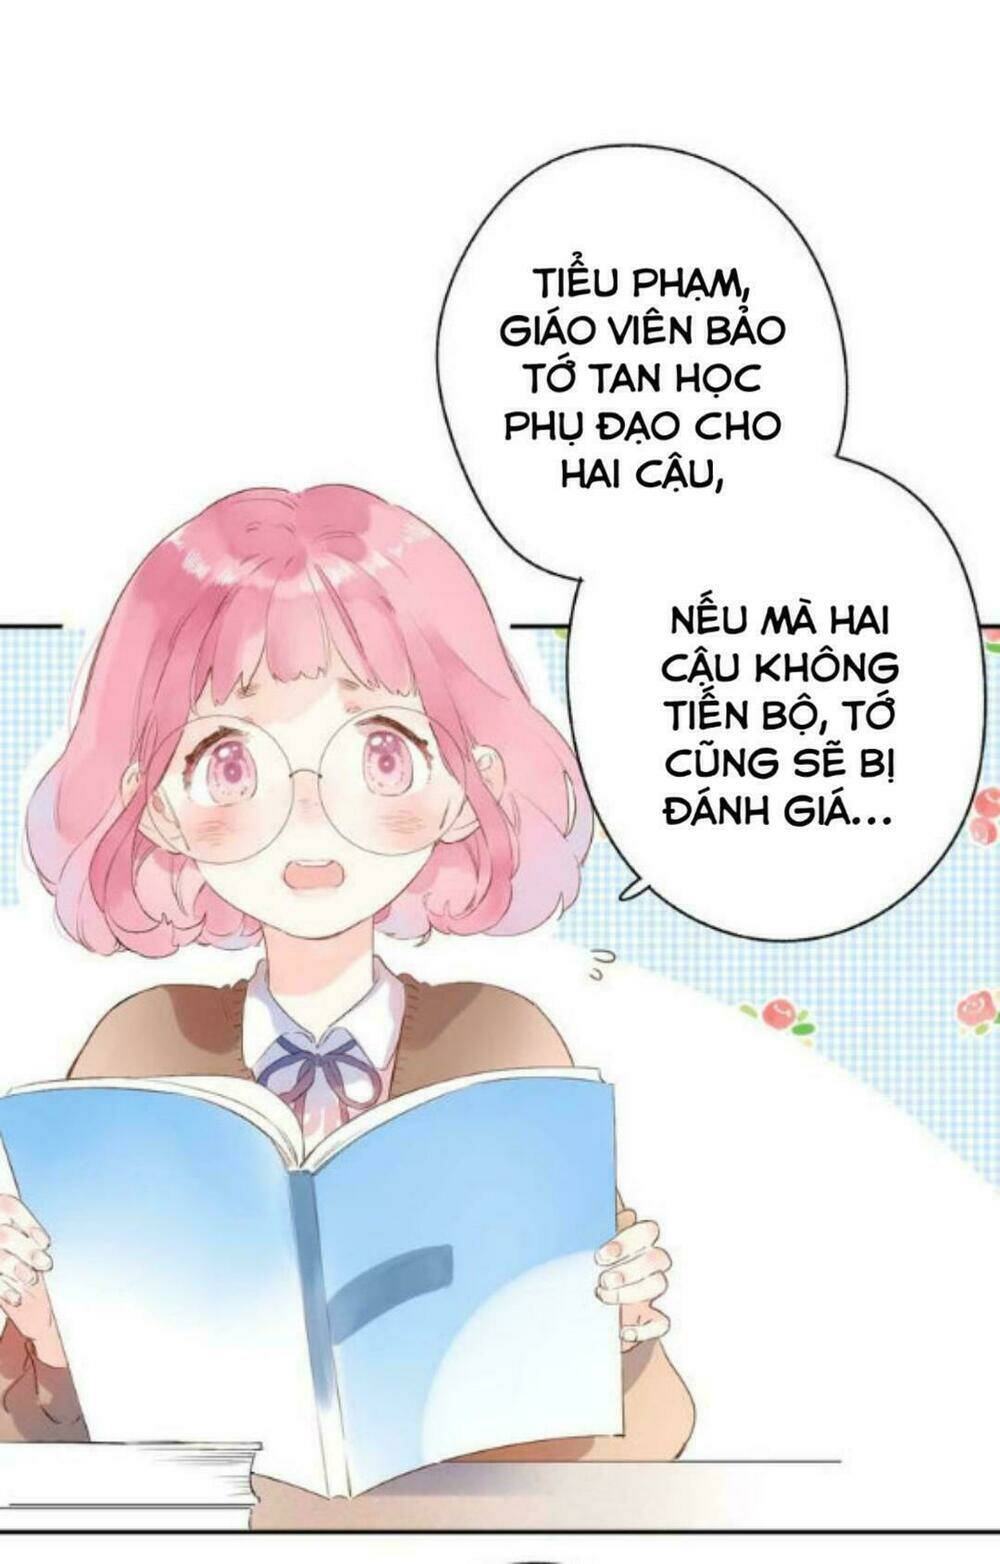 TIỂU PHẠM,
GIÁO VIÊN BẢO
TỚ TAN HỌC
PHỤ ĐẠO CHO
HAI CẬU,
NẾU MÀ HAI
CẬU KHÔNG
TIẾN BỘ, TỚ
CŨNG SẼ BỊ
ĐÁNH GIÁ...